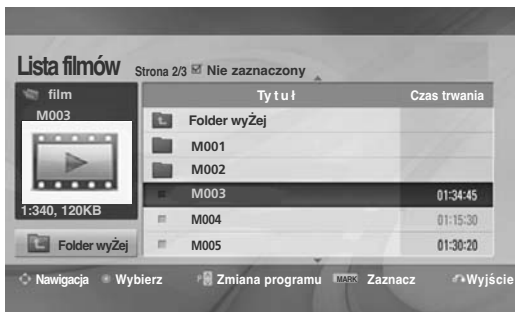 Lista filmów Strona 2/3 Nie zaznaczony
film
M003
1:340, 120KB
Folder wyŻej
Tytuł Czas trwania
Folder wyŻej
M001
M002
M003 01:34:45
M004 01:15:30
M005 01:30:20
Nawigacja Wybierz P Zmiana programu MARK Zaznacz Wyjście